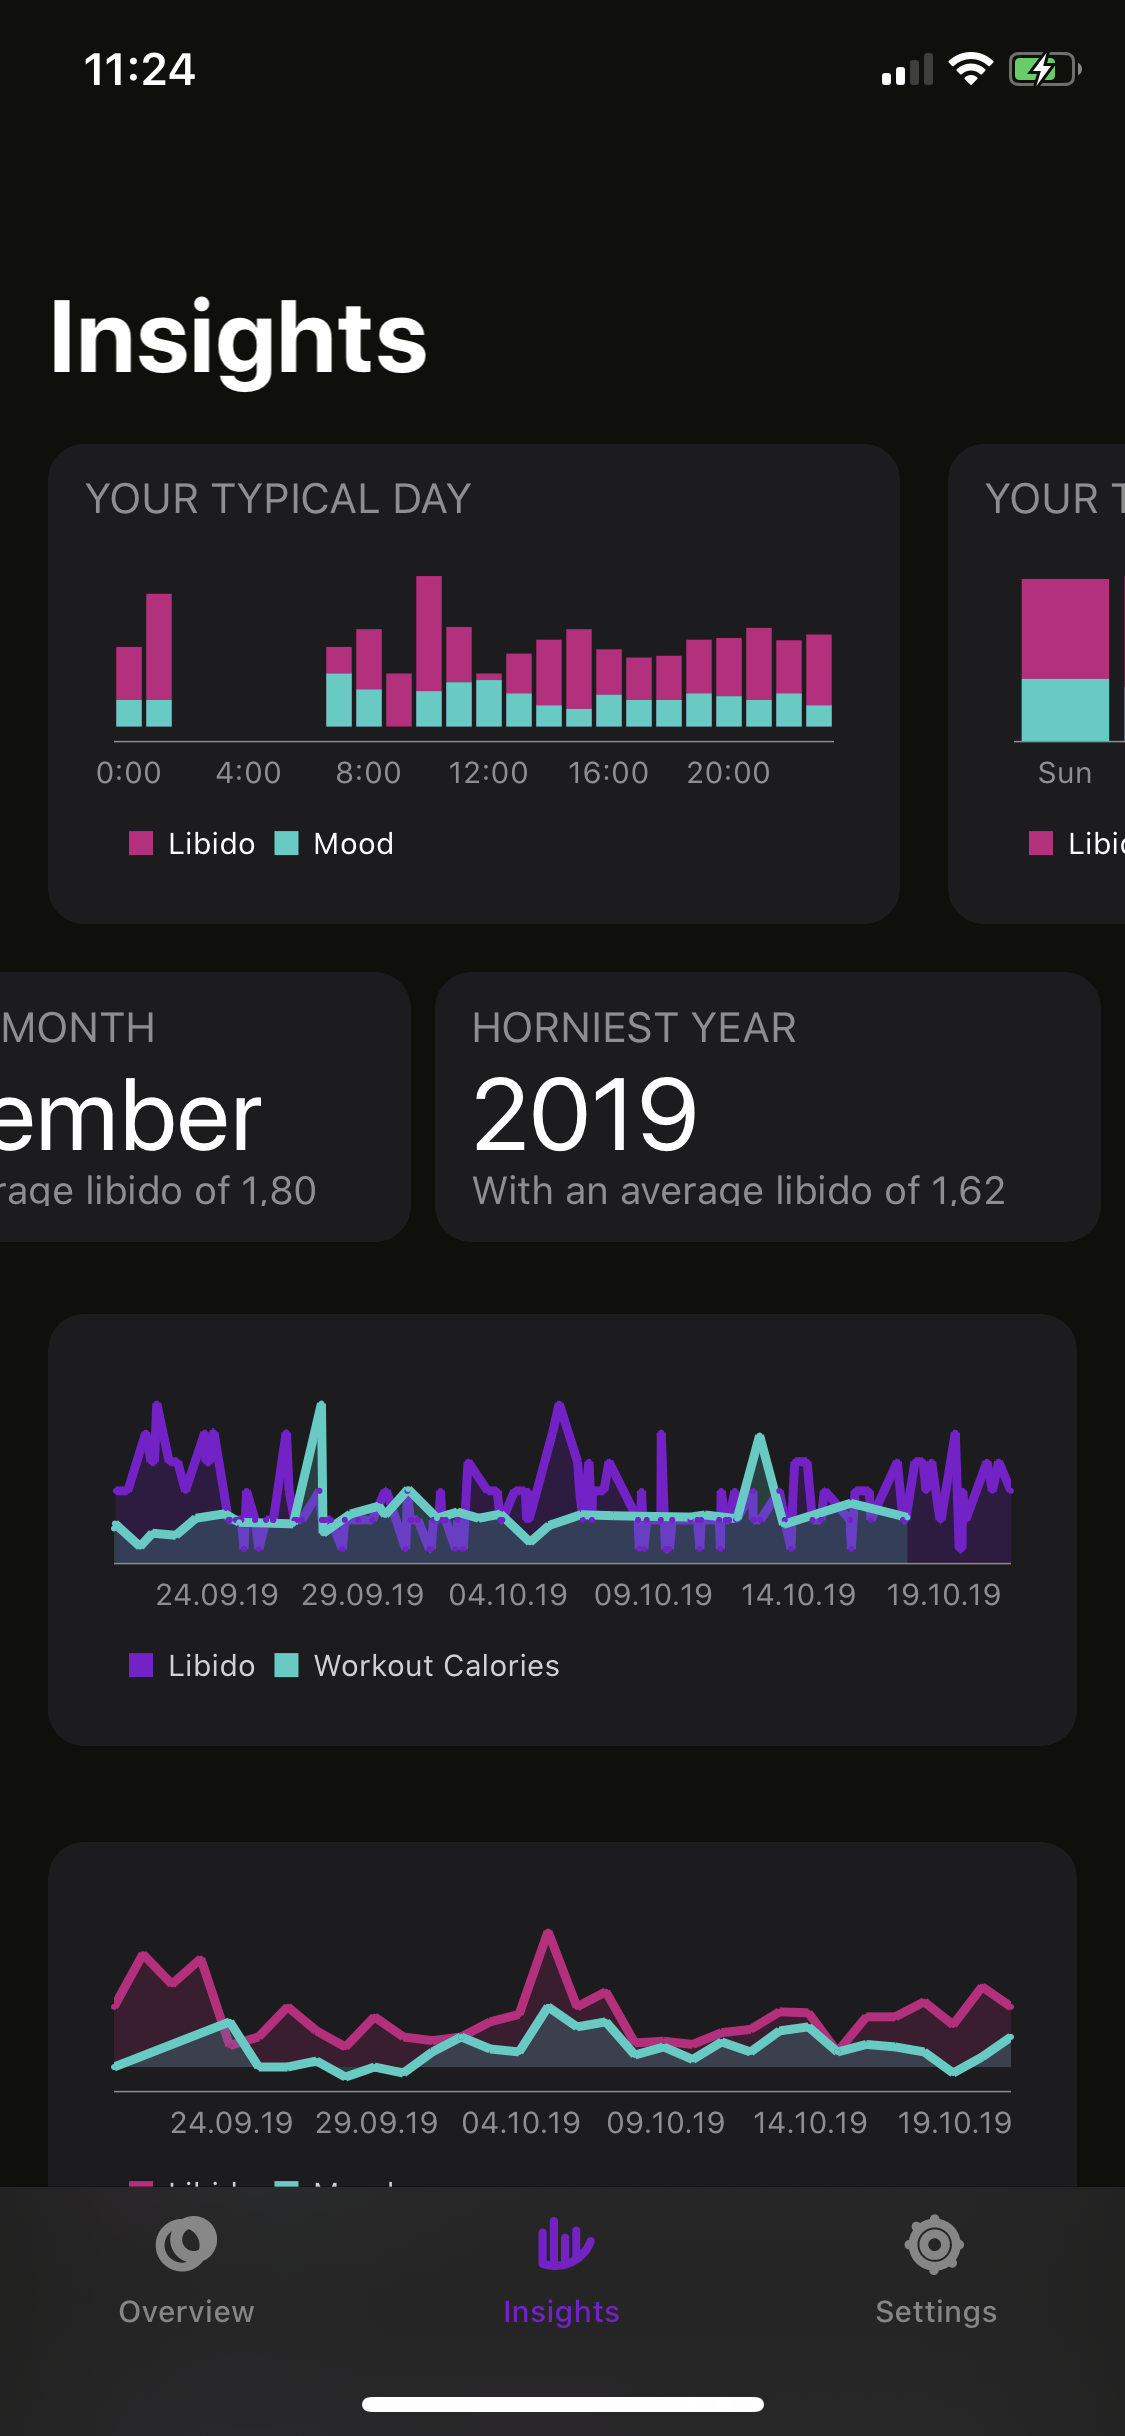 11:24
Insights
YOUR TYPICAL DAY
0:00 4:00 8:00 12:00 16:00 20:00
Libido Mood
YOUR T
Sun
Libid
MONTH
ember
rage libido of 1,80
HORNIEST YEAR
2019
With an average libido of 1,62
24.09.19 29.09.19 04.10.19 09.10.19 14.10.19 19.10.19
Libido Workout Calories
24.09.19 29.09.19 04.10.19 09.10.19 14.10.19 19.10.19
Libido Mood
Overview Insights Settings